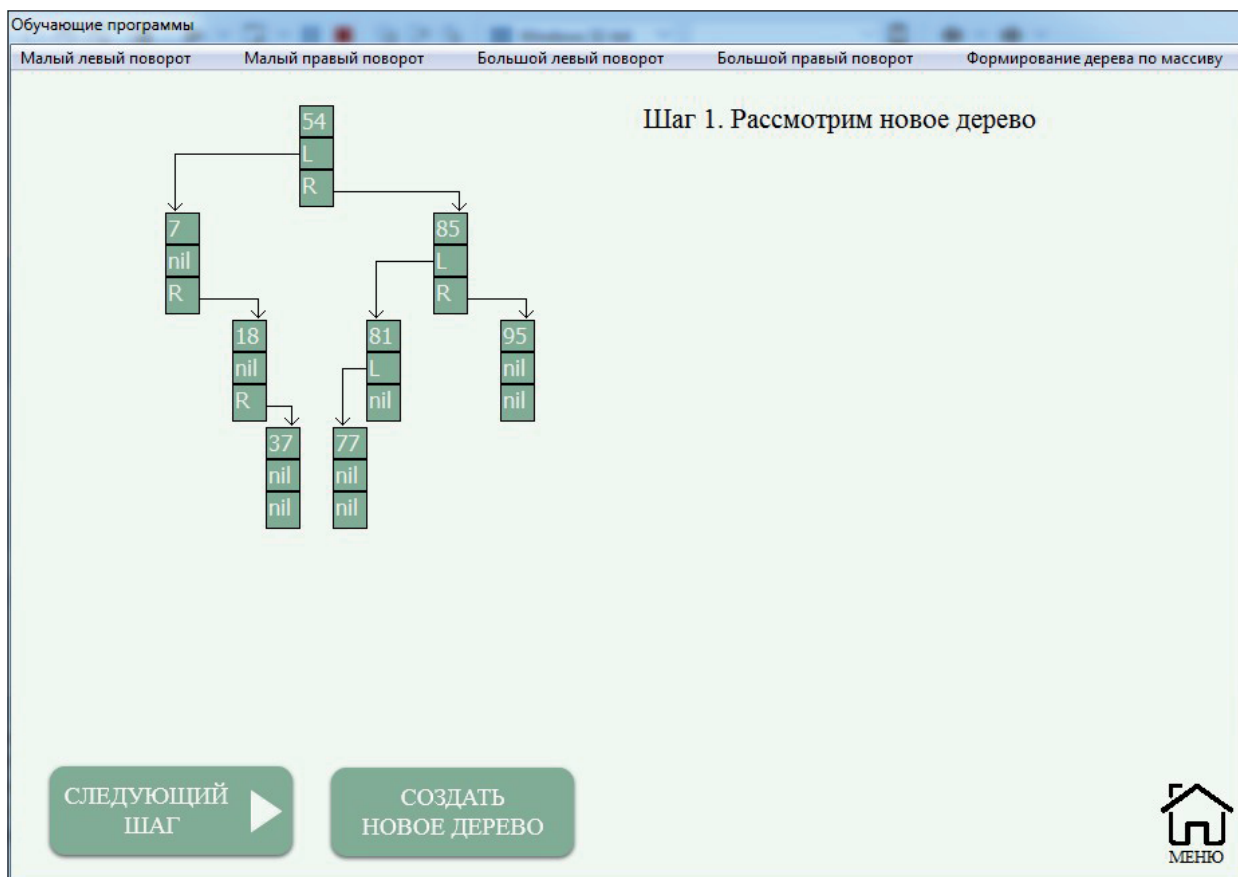 Обучающие программы
Малый левый поворот Малый правый поворот Большой левый поворот Большой правый поворот Формирование дерева по массиву
Шаг 1. Рассмотрим новое дерево
54
L
R
7
nil
R
85
L
R
18
nil
R
81
L
nil
95
nil
nil
37
nil
nil
77
nil
nil
СЛЕДУЮЩИЙ
ШАГ
СОЗДАТЬ
НОВОЕ ДЕРЕВО
МЕНЮ